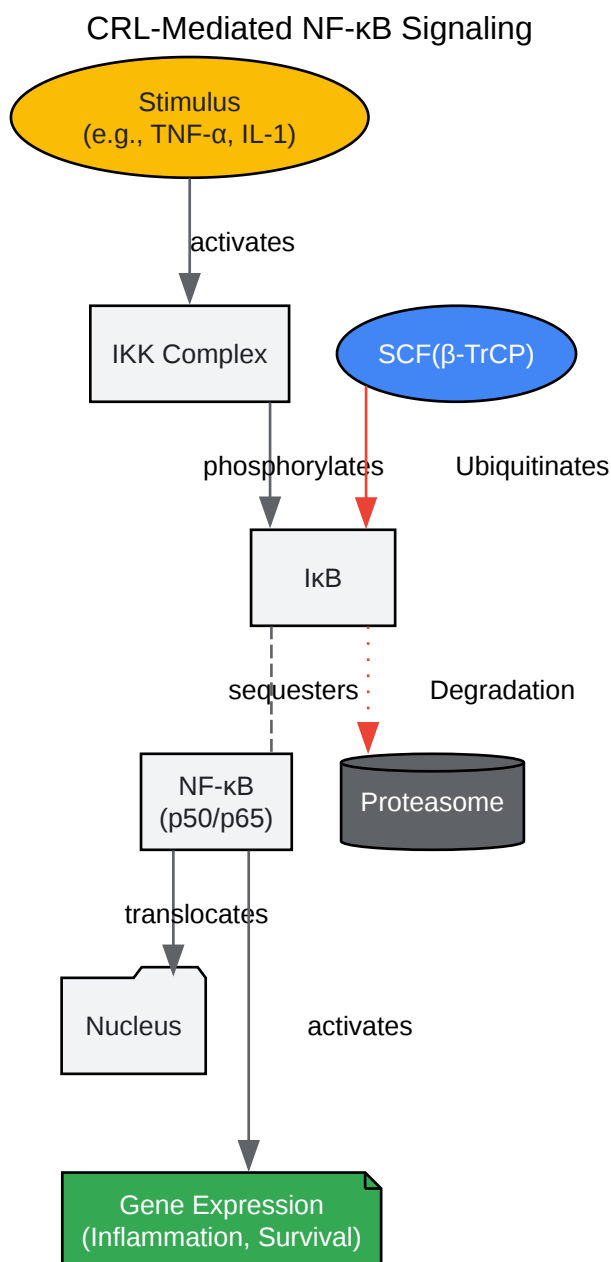 CRL-Mediated NF-κB Signaling
Stimulus
(e.g., TNF-α, IL-1)
activates
IKK Complex
SCF(β-TrCP)
phosphorylates
Ubiquitinates
IκB
sequesters
Degradation
NF-κB
(p50/p65)
Proteasome
translocates
Nucleus
activates
Gene Expression
(Inflammation, Survival)